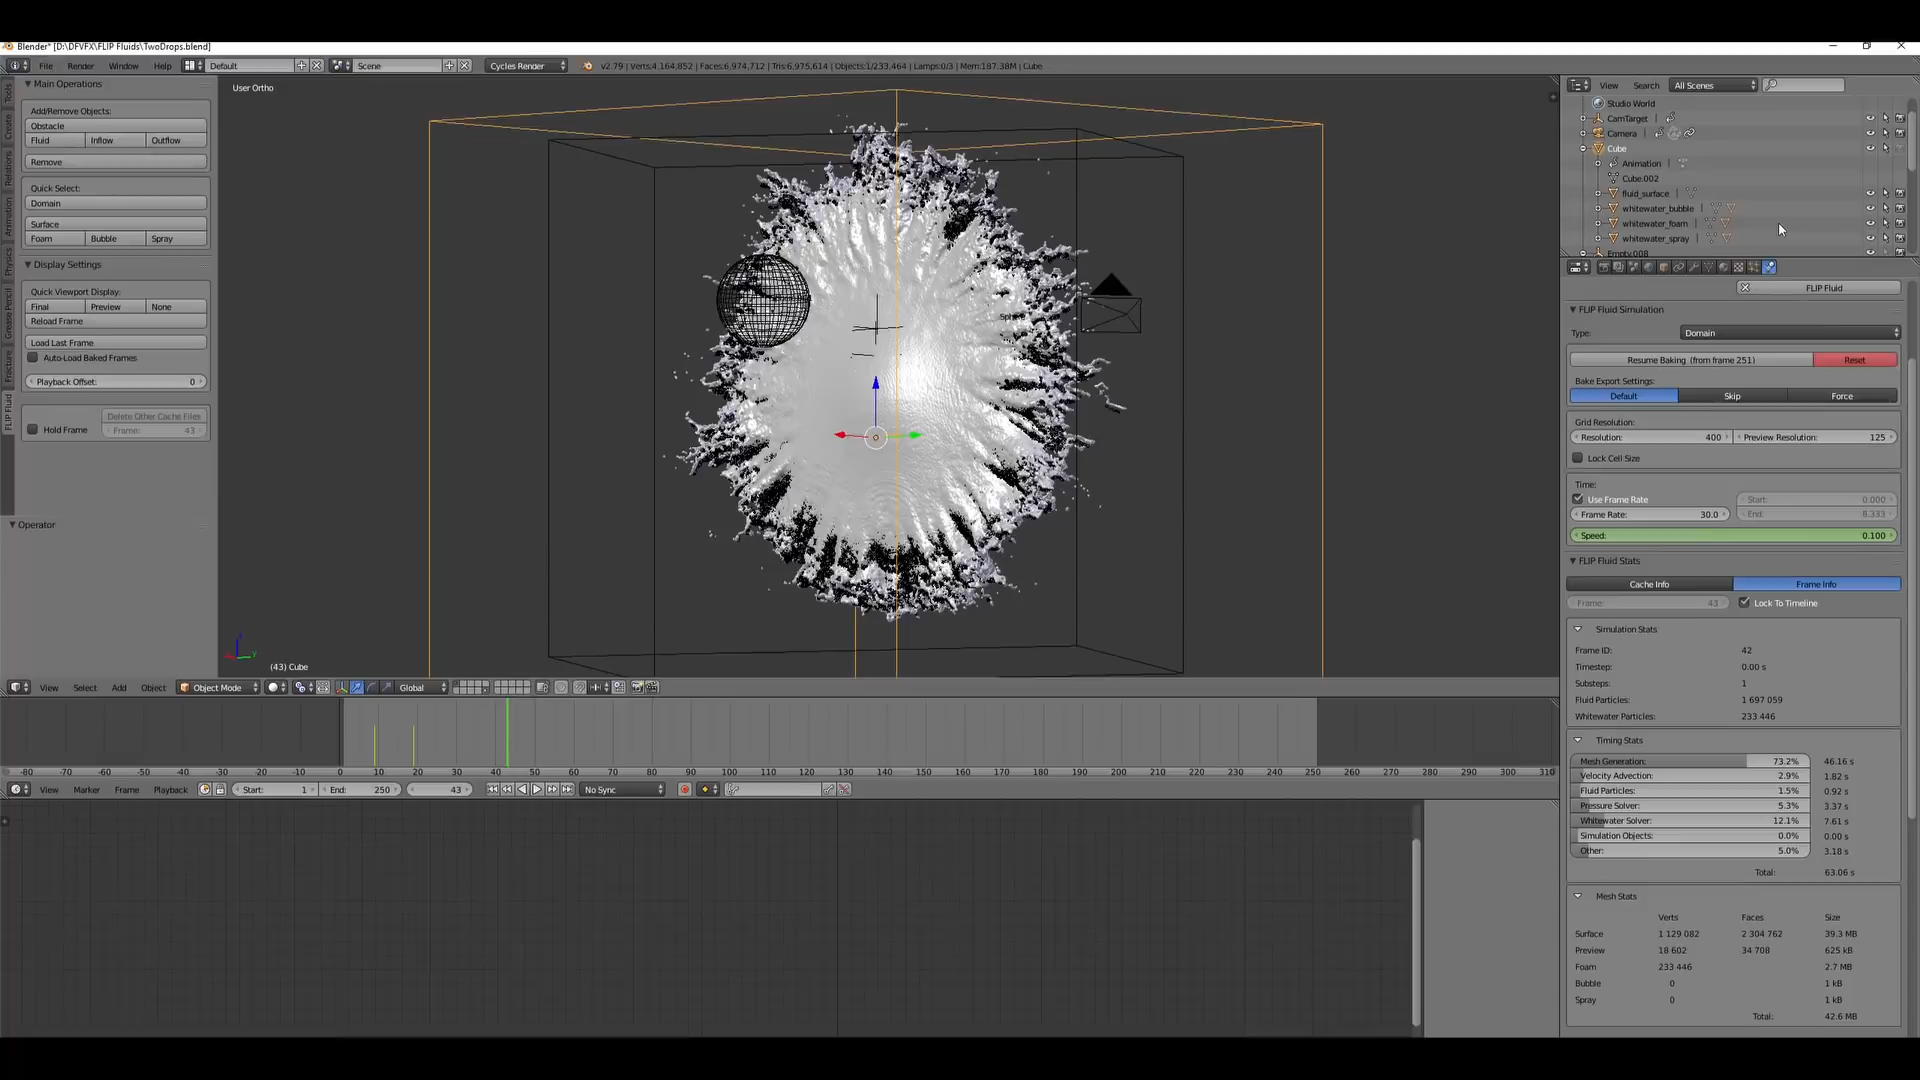 Blender* [D:\DFVFX\FLIP Fluids\TwoDrops.blend]
File Render Window Help Default Scene Cycles Render v2.79 | Verts:4,164,852 | Faces:6,974,712 | Tris:6,975,614 | Objects:1/233,464 | Lamps:0/3 | Mem:187.38M | Cube
Tools
Create
Relations
Animation
Physics
Grease Pencil
Fracture
FLIP Fluid
Main Operations
Add/Remove Objects:
Obstacle
Fluid Inflow Outflow
Remove
Quick Select:
Domain
Surface
Foam Bubble Spray
Display Settings
Quick Viewport Display:
Final Preview None
Reload Frame
Load Last Frame
Auto-Load Baked Frames
Playback Offset: 0
Hold Frame
Delete Other Cache Files
Frame: 43
Operator
User Ortho
(43) Cube
View Select Add Object Object Mode Global
-80 -70 -60 -50 -40 -30 -20 -10 0 10 20 30 40 50 60 70 80 90 100 110 120 130 140 150 160 170 180 190 200 210 220 230 240 250 260 270 280 290 300 310
View Marker Frame Playback Start: 1 End: 250 43 No Sync
View Search All Scenes
Studio World
CamTarget
Camera
Cube
Animation
Cube.002
fluid_surface
whitewater_bubble
whitewater_foam
whitewater_spray
Empty.008
FLIP Fluid
FLIP Fluid Simulation
Type: Domain
Resume Baking (from frame 251) Reset
Bake Export Settings:
Default Skip Force
Grid Resolution:
Resolution: 400 Preview Resolution: 125
Lock Cell Size
Time:
Use Frame Rate Start: 0.000
Frame Rate: 30.0 End: 8.333
Speed: 0.100
FLIP Fluid Stats
Cache Info Frame Info
Frame: 43 Lock To Timeline
Simulation Stats
Frame ID: 42
Timestep: 0.00 s
Substeps: 1
Fluid Particles: 1 697 059
Whitewater Particles: 233 446
Timing Stats
Mesh Generation: 73.2% 46.16 s
Velocity Advection: 2.9% 1.82 s
Fluid Particles: 1.5% 0.92 s
Pressure Solver: 5.3% 3.37 s
Whitewater Solver: 12.1% 7.61 s
Simulation Objects: 0.0% 0.00 s
Other: 5.0% 3.18 s
Total: 63.06 s
Mesh Stats
Verts Faces Size
Surface 1 129 082 2 304 762 39.3 MB
Preview 18 602 34 708 625 kB
Foam 233 446 2.7 MB
Bubble 0 1 kB
Spray 0 1 kB
Total: 42.6 MB